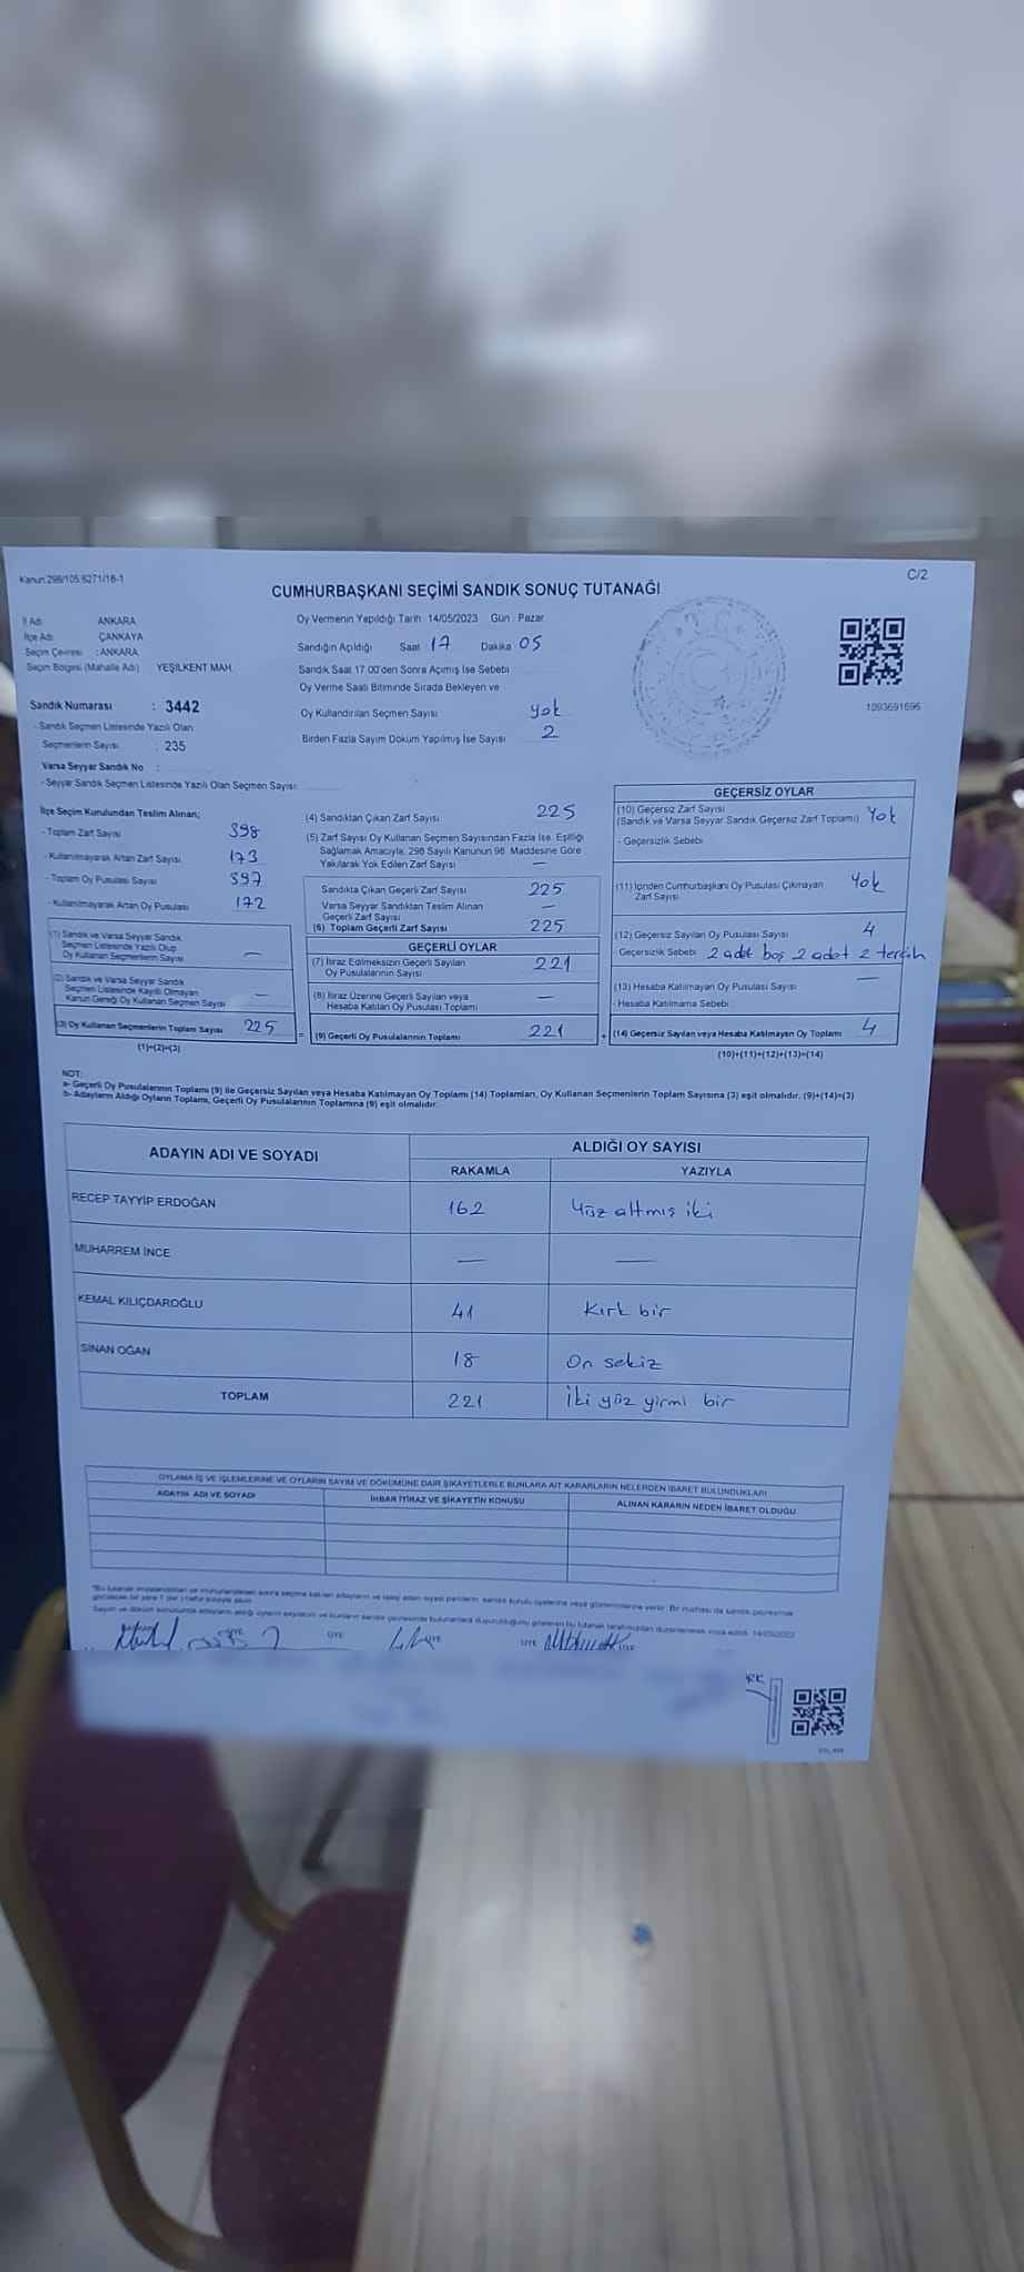 Kanun:298/105.6271/16-1
C/2
CUMHURBAŞKANI SEÇİMİ SANDIK SONUÇ TUTANAĞI
İl Adı ANKARA
İlçe Adı ÇANKAYA
Seçim Çevresi : ANKARA
Seçim Bölgesi (Mahalle Adı) YEŞİLKENT MAH.
Sandık Numarası : 3442
- Sandık Seçmen Listesinde Yazılı Olan
Seçmenlerin Sayısı : 235
Varsa Seyyar Sandık No :
- Seyyar Sandık Seçmen Listesinde Yazılı Olan Seçmen Sayısı:
Oy Vermenin Yapıldığı Tarih 14/05/2023 Gün : Pazar
Sandığın Açıldığı Saat 17 Dakika 05
Sandık Saat 17.00'den Sonra Açılmış İse Sebebi
Oy Verme Saati Bitiminde Sırada Bekleyen ve
Oy Kullandırılan Seçmen Sayısı yok
Birden Fazla Sayım Döküm Yapılmış İse Sayısı 2
1093691696
İlçe Seçim Kurulundan Teslim Alınan;
- Toplam Zarf Sayısı 398
- Kullanılmayarak Artan Zarf Sayısı 173
- Toplam Oy Pusulası Sayısı 397
- Kullanılmayarak Artan Oy Pusulası 172
(1) Sandık ve Varsa Seyyar Sandık
Seçmen Listesinde Yazılı Olup
Oy Kullanan Seçmenlerin Sayısı —
(2) Sandık ve Varsa Seyyar Sandık
Seçmen Listesinde Kayıtlı Olmayan
Kanun Gereği Oy Kullanan Seçmen Sayısı —
(3) Oy Kullanan Seçmenlerin Toplam Sayısı 225
(1)+(2)=(3)
(4) Sandıktan Çıkan Zarf Sayısı 225
(5) Zarf Sayısı Oy Kullanan Seçmen Sayısından Fazla İse, Eşitliği
Sağlamak Amacıyla, 298 Sayılı Kanunun 98. Maddesine Göre
Yakılarak Yok Edilen Zarf Sayısı —
Sandıkta Çıkan Geçerli Zarf Sayısı 225
Varsa Seyyar Sandıktan Teslim Alınan
Geçerli Zarf Sayısı —
(6) Toplam Geçerli Zarf Sayısı 225
GEÇERLİ OYLAR
(7) İtiraz Edilmeksizin Geçerli Sayılan
Oy Pusulalarının Sayısı 221
(8) İtiraz Üzerine Geçerli Sayılan veya
Hesaba Katılan Oy Pusulası Toplamı —
= (9) Geçerli Oy Pusulalarının Toplamı 221 +
GEÇERSİZ OYLAR
(10) Geçersiz Zarf Sayısı
(Sandık ve Varsa Seyyar Sandık Geçersiz Zarf Toplamı) Yok
- Geçersizlik Sebebi
(11) İçinden Cumhurbaşkanı Oy Pusulası Çıkmayan
Zarf Sayısı Yok
(12) Geçersiz Sayılan Oy Pusulası Sayısı 4
Geçersizlik Sebebi 2 adet boş 2 adet 2 tercih
(13) Hesaba Katılmayan Oy Pusulası Sayısı —
- Hesaba Katılmama Sebebi
(14) Geçersiz Sayılan veya Hesaba Katılmayan Oy Toplamı 4
(10)+(11)+(12)+(13)=(14)
NOT:
a- Geçerli Oy Pusulalarının Toplamı (9) ile Geçersiz Sayılan veya Hesaba Katılmayan Oy Toplamı (14) Toplamları, Oy Kullanan Seçmenlerin Toplam Sayısına (3) eşit olmalıdır. (9)+(14)=(3)
b- Adayların Aldığı Oyların Toplamı, Geçerli Oy Pusulalarının Toplamına (9) eşit olmalıdır.
ADAYIN ADI VE SOYADI
ALDIĞI OY SAYISI
RAKAMLA YAZIYLA
RECEP TAYYİP ERDOĞAN 162 Yüz altmış iki
MUHARREM İNCE — —
KEMAL KILIÇDAROĞLU 41 Kırk bir
SİNAN OĞAN 18 On sekiz
TOPLAM 221 İki yüz yirmi bir
OYLAMA İŞ VE İŞLEMLERİNE VE OYLARIN SAYIM VE DÖKÜMÜNE DAİR ŞİKAYETLERLE BUNLARA AİT KARARLARIN NELERDEN İBARET BULUNDUKLARI
ADAYIN ADI VE SOYADI İHBAR İTİRAZ VE ŞİKAYETİN KONUSU ALINAN KARARIN NEDEN İBARET OLDUĞU
ÜYE ÜYE ÜYE